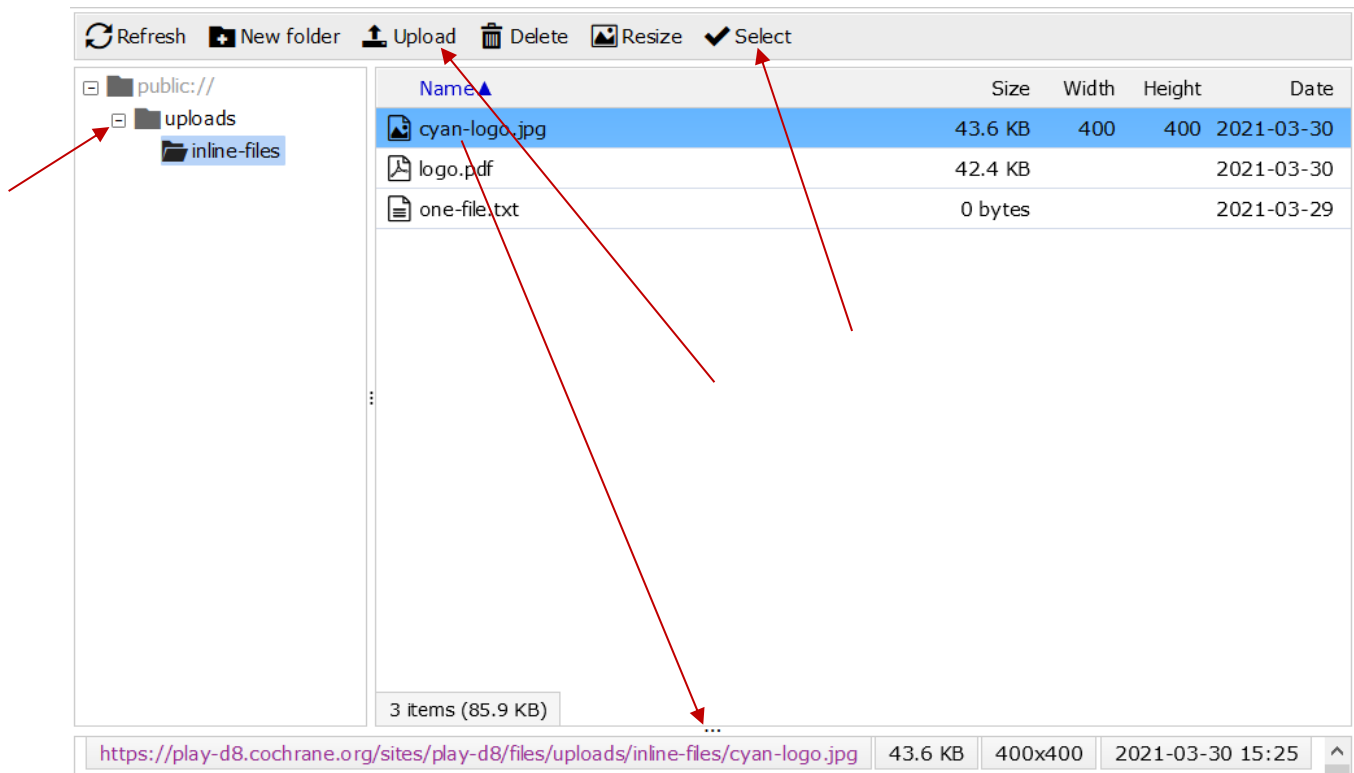 Refresh New folder Upload Delete Resize Select
public://
uploads
inline-files
Name▲ Size Width Height Date
cyan-logo.jpg 43.6 KB 400 400 2021-03-30
logo.pdf 42.4 KB 2021-03-30
one-file.txt 0 bytes 2021-03-29
3 items (85.9 KB)
https://play-d8.cochrane.org/sites/play-d8/files/uploads/inline-files/cyan-logo.jpg 43.6 KB 400x400 2021-03-30 15:25